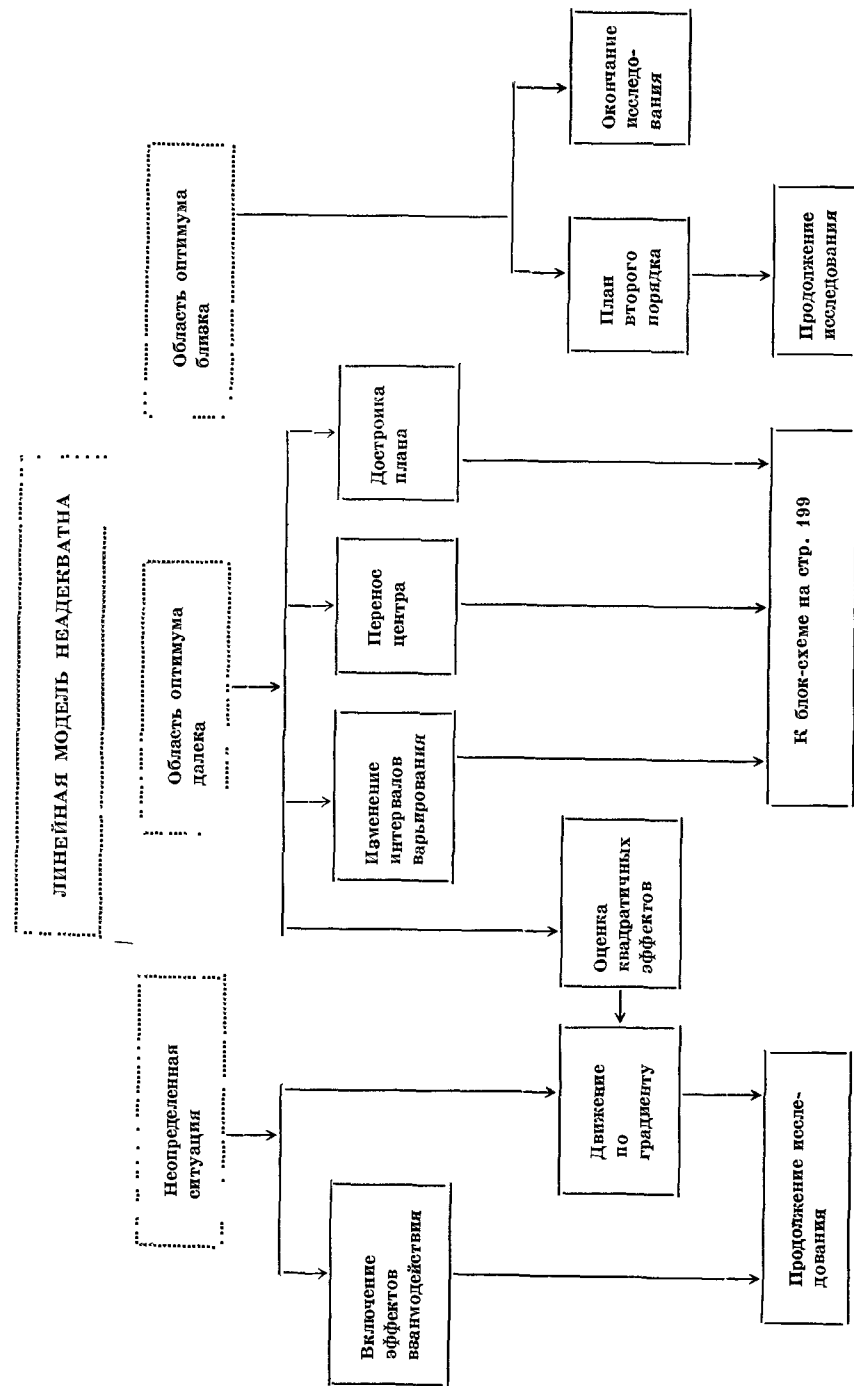 ЛИНЕЙНАЯ МОДЕЛЬ НЕАДЕКВАТНА
Неопределенная
ситуация
Область оптимума
далека
Область оптимума
близка
Включение
эффектов
взаимодействия
Изменение
интервалов
варьирования
Перенос
центра
Достроика
плана
Движение
по
градиенту
Оценка
квадратичных
эффектов
План
второго
порядка
Окончание
исследо-
вания
Продолжение иссле-
дования
К блок-схеме на стр. 199
Продолжение
исследования